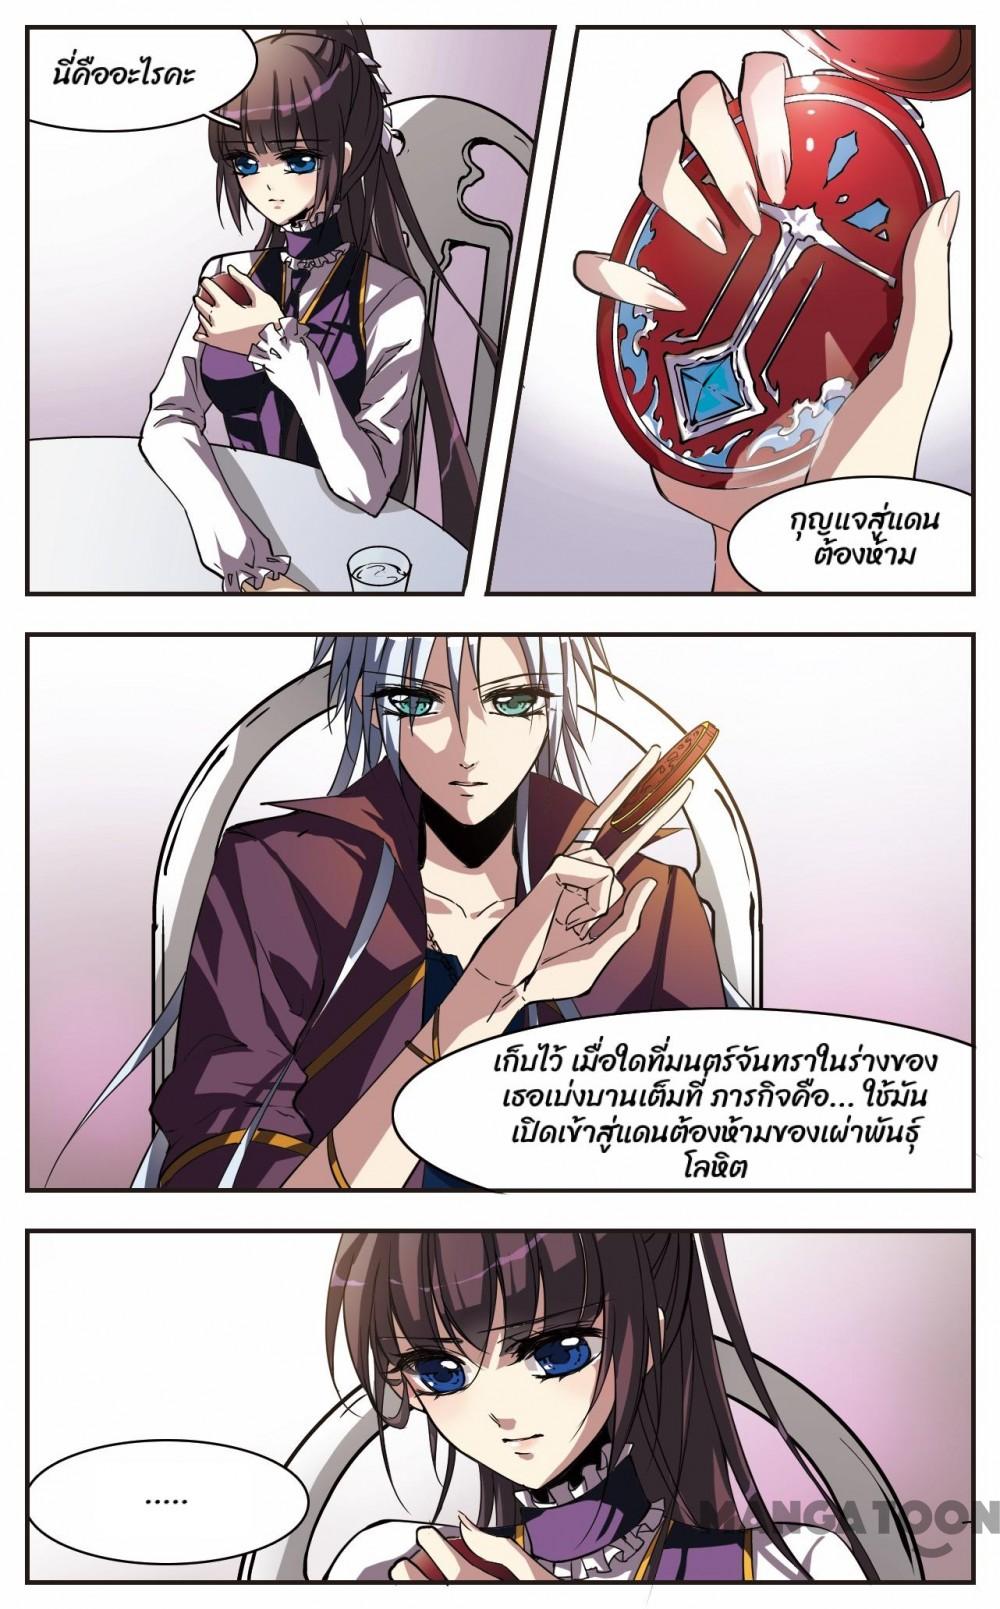 นี่คืออะไรคะ
กุญแจสู่แดน
ต้องห้าม
เก็บไว้ เมื่อใดที่มนตร์จันทราในร่างของ
เธอเบ่งบานเต็มที่ ภารกิจคือ... ใช้มัน
เปิดเข้าสู่แดนต้องห้ามของเผ่าพันธุ์
โลหิต
.....
MANGATOON